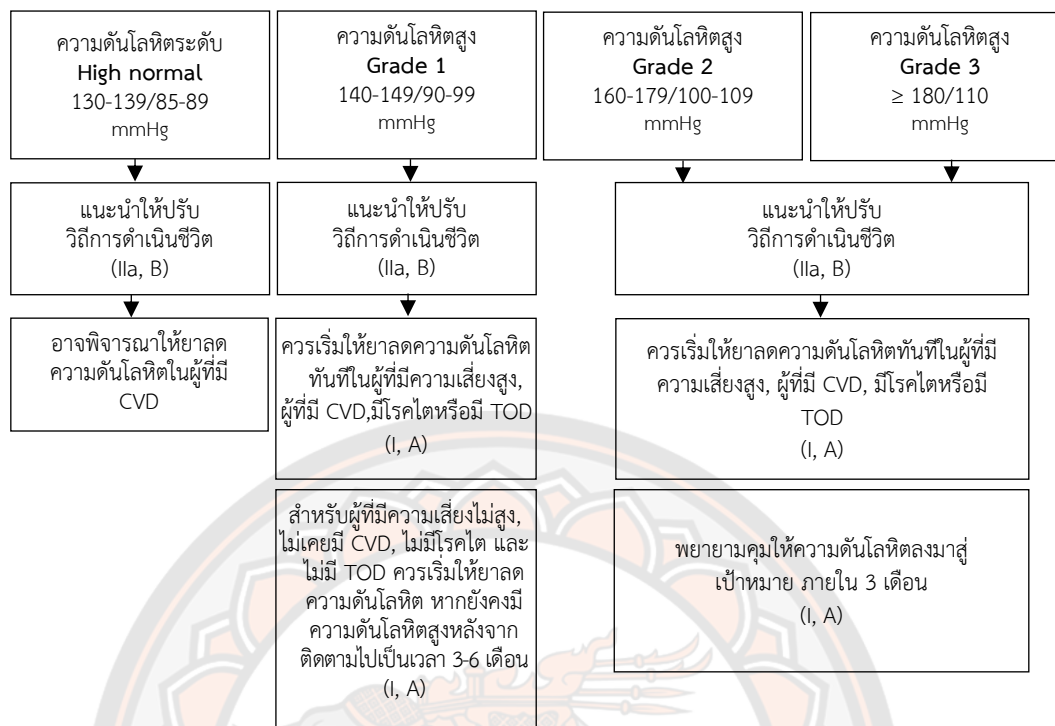 ความดันโลหิตระดับ
High normal
130-139/85-89
mmHg
ความดันโลหิตสูง
Grade 1
140-149/90-99
mmHg
ความดันโลหิตสูง
Grade 2
160-179/100-109
mmHg
ความดันโลหิตสูง
Grade 3
≥ 180/110
mmHg
แนะนำให้ปรับ
วิถีการดำเนินชีวิต
(IIa, B)
แนะนำให้ปรับ
วิถีการดำเนินชีวิต
(IIa, B)
แนะนำให้ปรับ
วิถีการดำเนินชีวิต
(IIa, B)
อาจพิจารณาให้ยาลด
ความดันโลหิตในผู้ที่มี
CVD
ควรเริ่มให้ยาลดความดันโลหิต
ทันทีในผู้ที่มีความเสี่ยงสูง,
ผู้ที่มี CVD,มีโรคไตหรือมี TOD
(I, A)
ควรเริ่มให้ยาลดความดันโลหิตทันทีในผู้ที่มี
ความเสี่ยงสูง, ผู้ที่มี CVD, มีโรคไตหรือมี
TOD
(I, A)
สำหรับผู้ที่มีความเสี่ยงไม่สูง,
ไม่เคยมี CVD, ไม่มีโรคไต และ
ไม่มี TOD ควรเริ่มให้ยาลด
ความดันโลหิต หากยังคงมี
ความดันโลหิตสูงหลังจาก
ติดตามไปเป็นเวลา 3-6 เดือน
(I, A)
พยายามคุมให้ความดันโลหิตลงมาสู่
เป้าหมาย ภายใน 3 เดือน
(I, A)